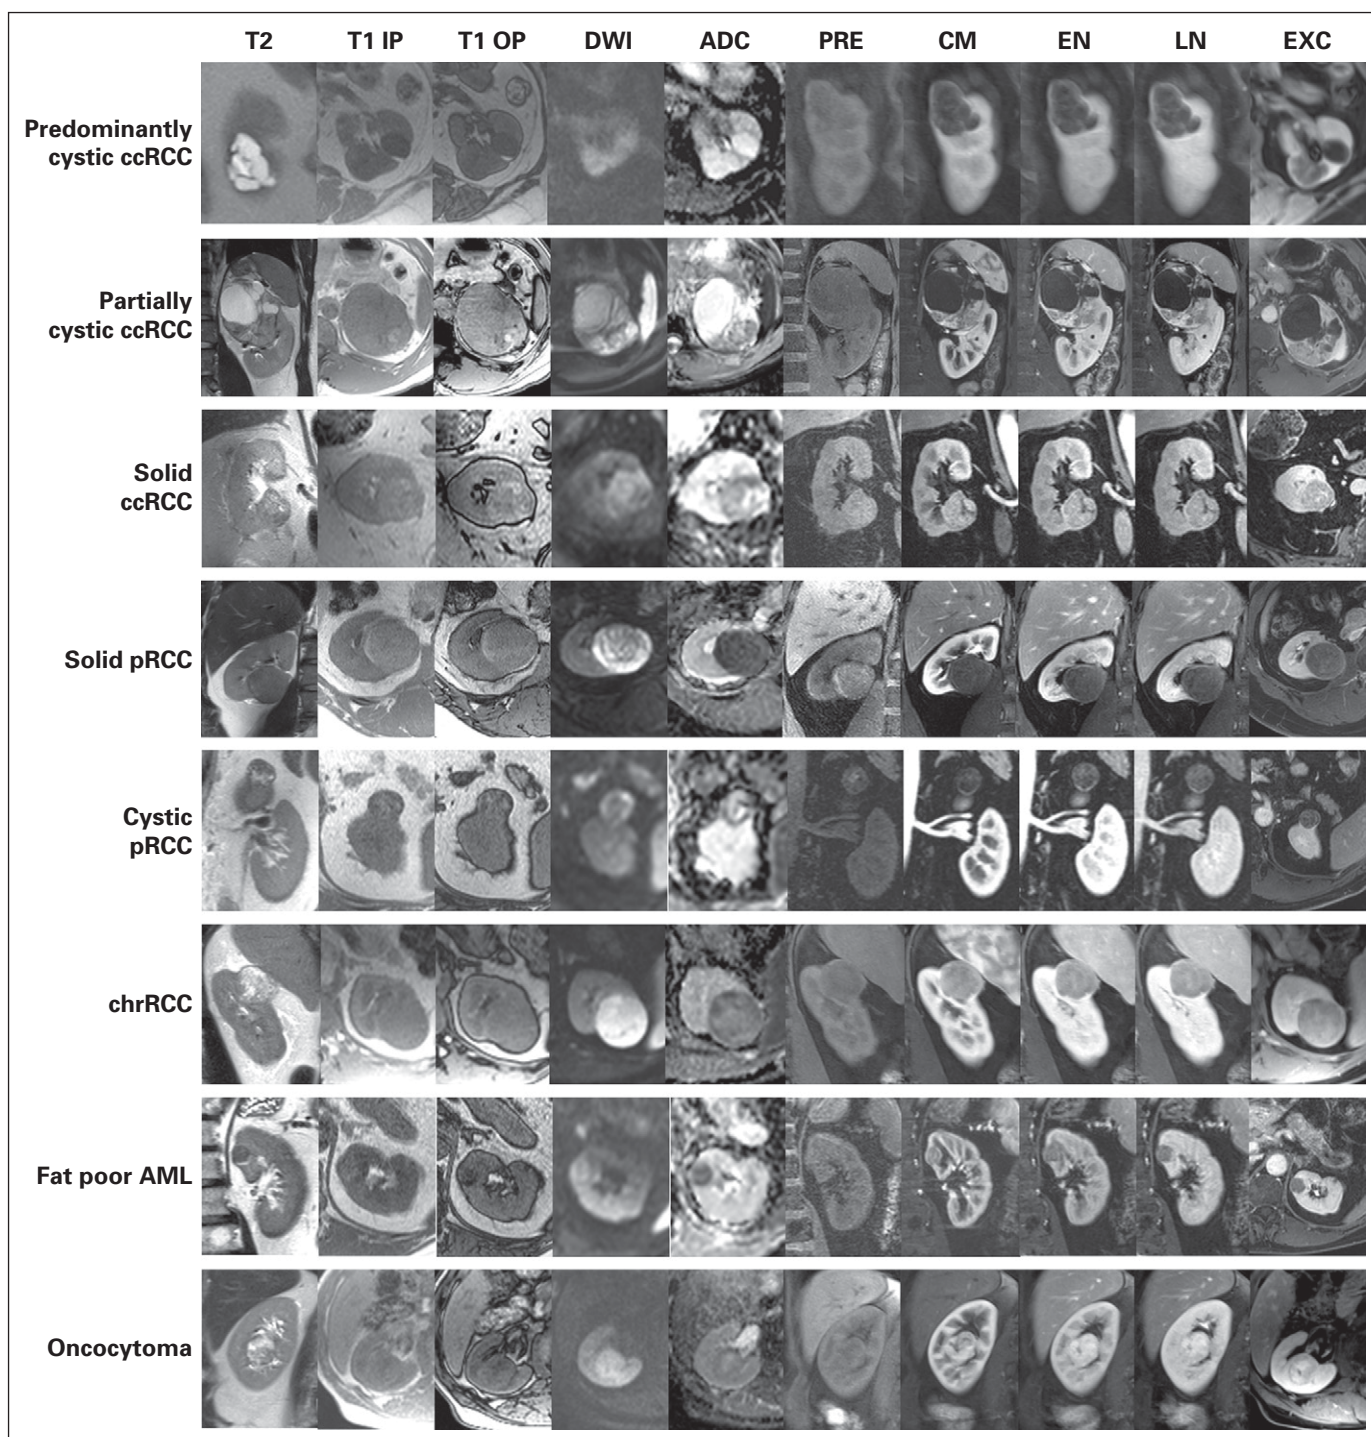 T2 T1 IP T1 OP DWI ADC PRE CM EN LN EXC
Predominantly
cystic ccRCC
Partially
cystic ccRCC
Solid
ccRCC
Solid pRCC
Cystic
pRCC
chrRCC
Fat poor AML
Oncocytoma